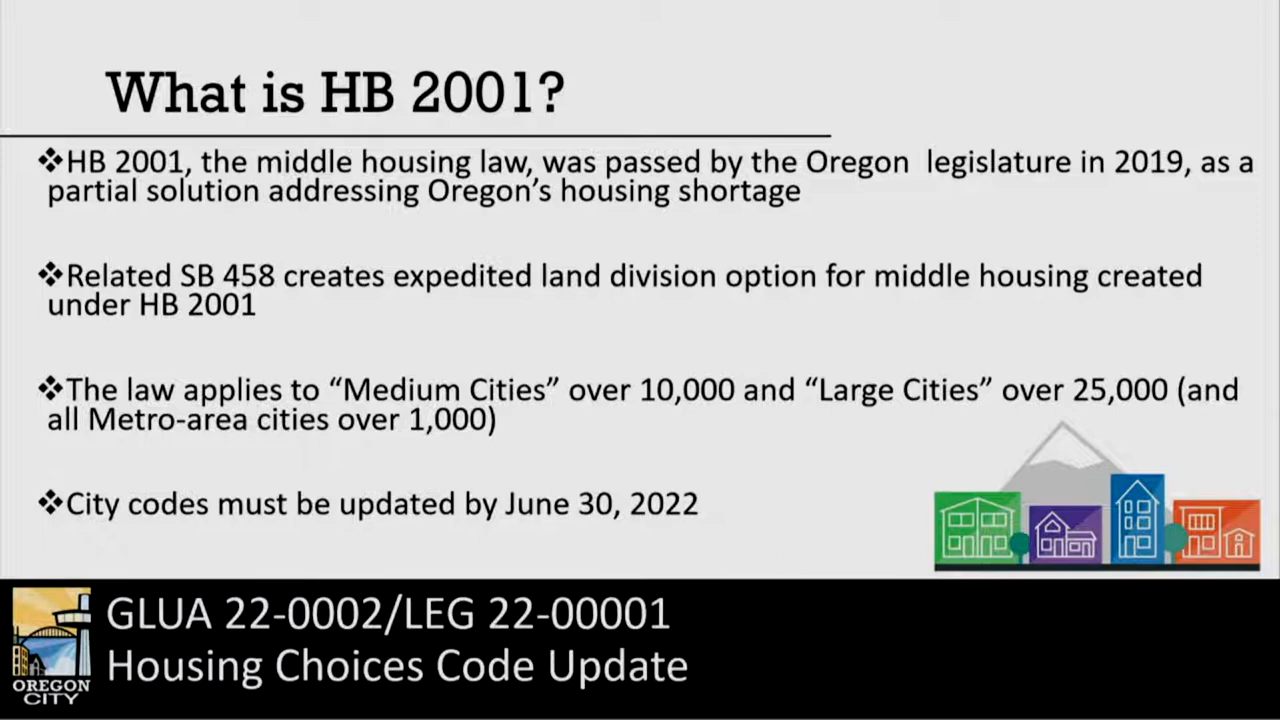 What is HB 2001?
❖HB 2001, the middle housing law, was passed by the Oregon  legislature in 2019, as a
partial solution addressing Oregon’s housing shortage
❖Related SB 458 creates expedited land division option for middle housing created
under HB 2001
❖The law applies to “Medium Cities” over 10,000 and “Large Cities” over 25,000 (and
all Metro-area cities over 1,000)
❖City codes must be updated by June 30, 2022
GLUA 22-0002/LEG 22-00001
Housing Choices Code Update
OREGON
CITY